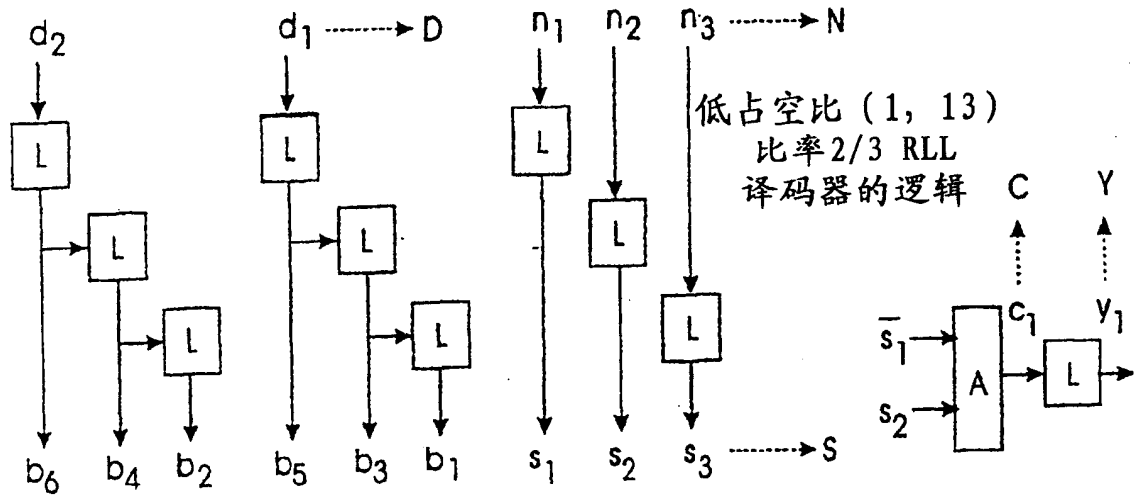 d₂ d₁ D n₁ n₂ n₃ N
低占空比 (1, 13)
比率2/3 RLL
译码器的逻辑
L L L
L L L
L L L
C Y
c₁ y₁
s̅₁
s₂
A L
b₆ b₄ b₂ b₅ b₃ b₁ s₁ s₂ s₃ S